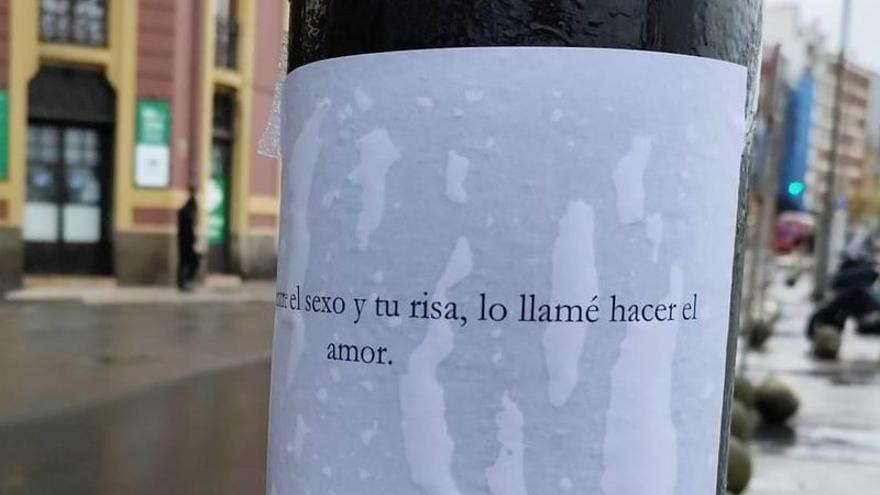 el sexo y tu risa, lo llamé hacer el
amor.